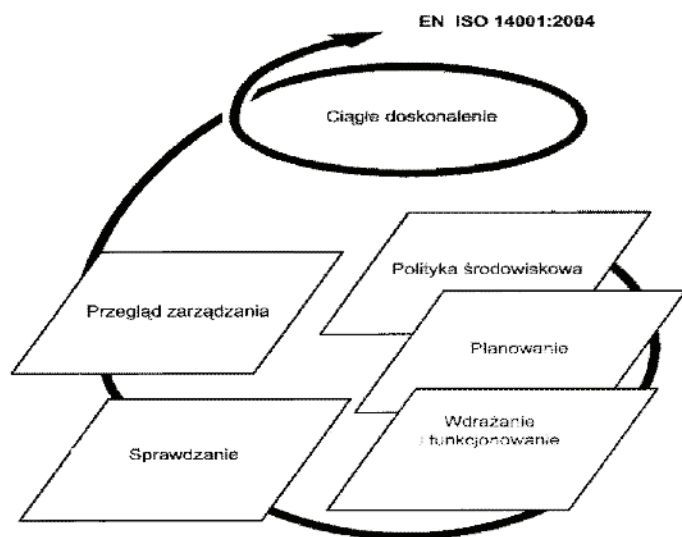 EN ISO 14001:2004
Ciągłe doskonalenie
Polityka środowiskowa
Przegląd zarządzania
Planowanie
Wdrażanie
i funkcjonowanie
Sprawdzanie